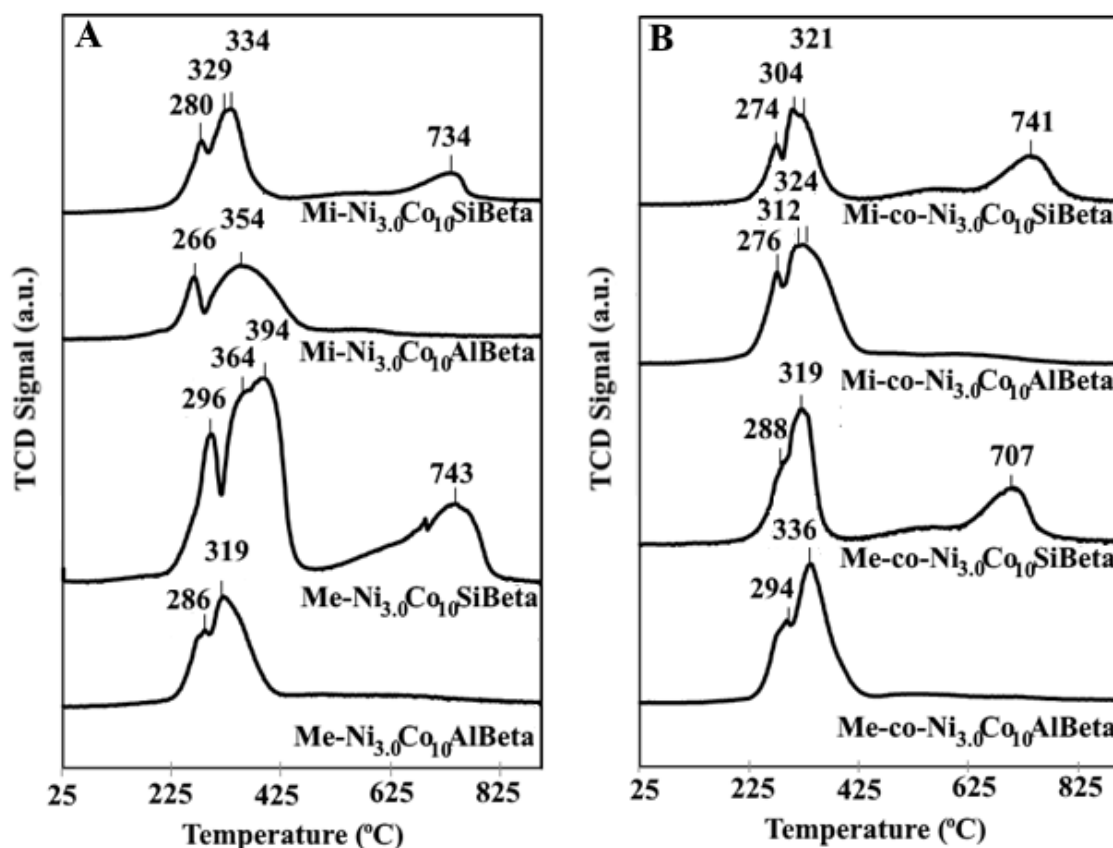 A
334
329
280
734
Mi-Ni₃.₀Co₁₀SiBeta
354
266
Mi-Ni₃.₀Co₁₀AlBeta
394
364
296
743
Me-Ni₃.₀Co₁₀SiBeta
319
286
Me-Ni₃.₀Co₁₀AlBeta
25 225 425 625 825
Temperature (ºC)
TCD Signal (a.u.)
B
321
304
274
741
Mi-co-Ni₃.₀Co₁₀SiBeta
324
312
276
Mi-co-Ni₃.₀Co₁₀AlBeta
319
288
707
Me-co-Ni₃.₀Co₁₀SiBeta
336
294
Me-co-Ni₃.₀Co₁₀AlBeta
25 225 425 625 825
Temperature (ºC)
TCD Signal (a.u.)